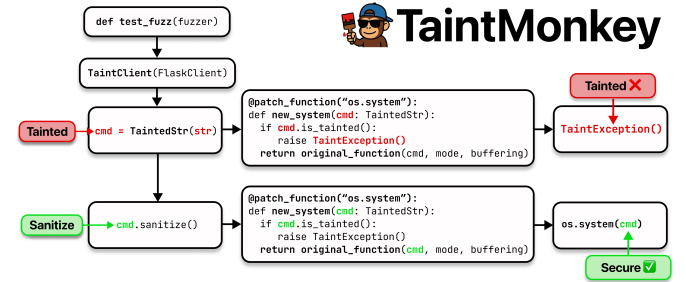 TaintMonkey
def test_fuzz(fuzzer)
TaintClient(FlaskClient)
Tainted
cmd = TaintedStr(str)
@patch_function(“os.system”):
def new_system(cmd: TaintedStr):
if cmd.is_tainted():
raise TaintException()
return original_function(cmd, mode, buffering)
Tainted ❌
TaintException()
Sanitize
cmd.sanitize()
@patch_function(“os.system”):
def new_system(cmd: TaintedStr):
if cmd.is_tainted():
raise TaintException()
return original_function(cmd, mode, buffering)
os.system(cmd)
Secure ✅